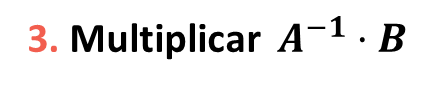 3. Multiplicar A⁻¹ · B